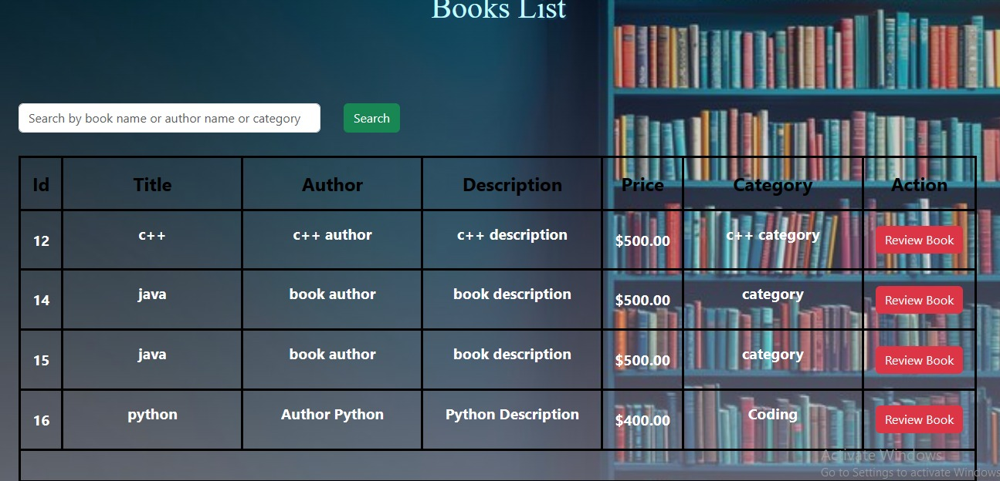 Books List
Search by book name or author name or category Search
Id Title Author Description Price Category Action
12 c++ c++ author c++ description $500.00 c++ category Review Book
14 java book author book description $500.00 category Review Book
15 java book author book description $500.00 category Review Book
16 python Author Python Python Description $400.00 Coding Review Book
Activate Windows
Go to Settings to activate Windows